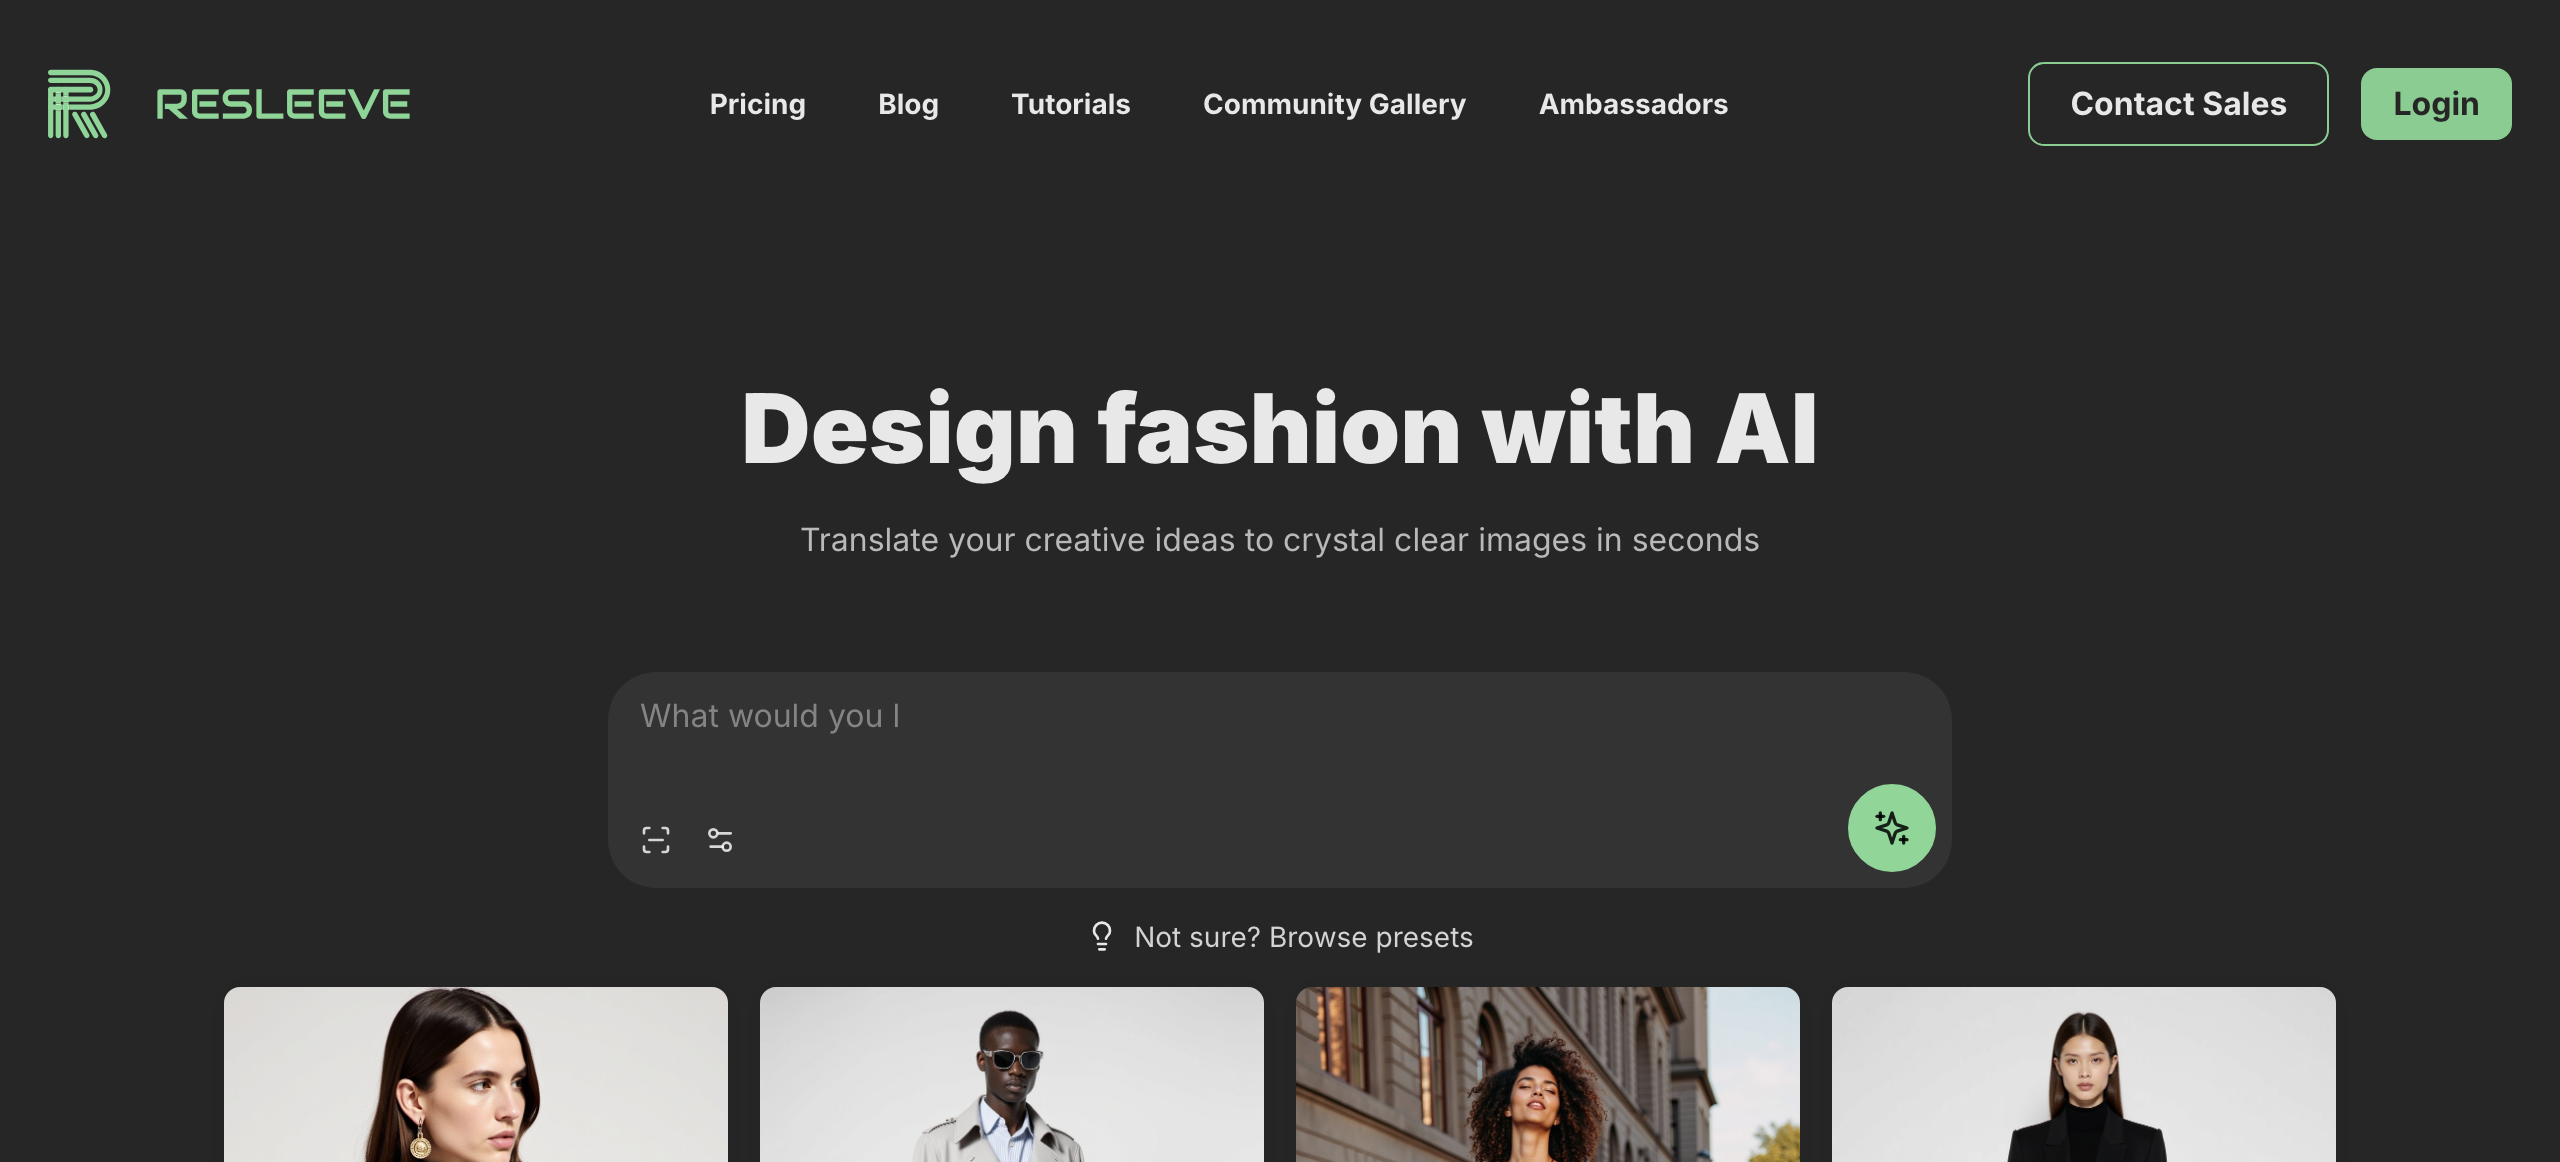 RESLEEVE
Pricing
Blog
Tutorials
Community Gallery
Ambassadors
Contact Sales
Login
Design fashion with AI
Translate your creative ideas to crystal clear images in seconds
What would you l
Not sure? Browse presets